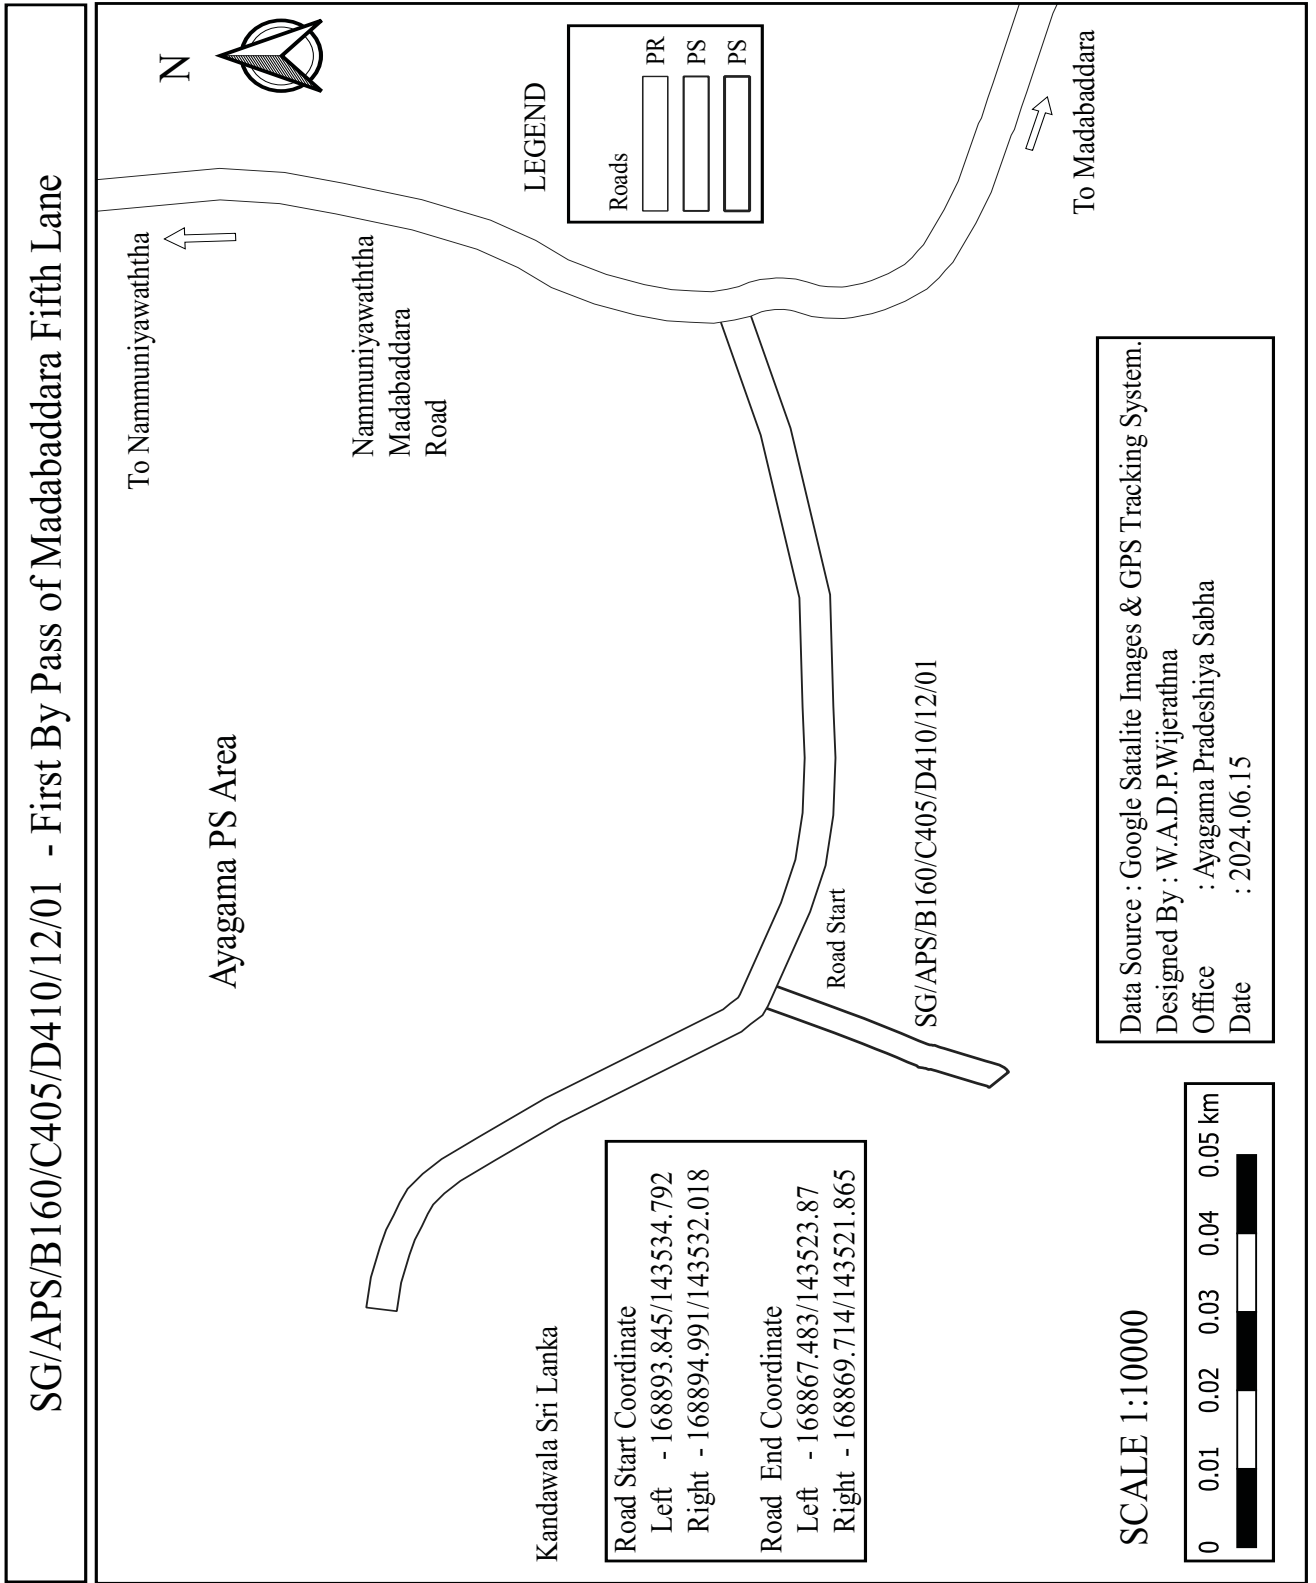 SG/APS/B160/C405/D410/12/01 - First By Pass of Madabaddara Fifth Lane
N
To Nammuniyawaththa
Nammuniyawaththa
Madabaddara
Road
Ayagama PS Area
LEGEND
Roads
PR
PS
PS
To Madabaddara
Road Start
SG/APS/B160/C405/D410/12/01
Kandawala Sri Lanka
Road Start Coordinate
Left - 168893.845/143534.792
Right - 168894.991/143532.018
Road End Coordinate
Left - 168867.483/143523.87
Right - 168869.714/143521.865
SCALE 1:10000
0 0.01 0.02 0.03 0.04 0.05 km
Data Source : Google Satalite Images & GPS Tracking System.
Designed By : W.A.D.P.Wijerathna
Office : Ayagama Pradeshiya Sabha
Date : 2024.06.15